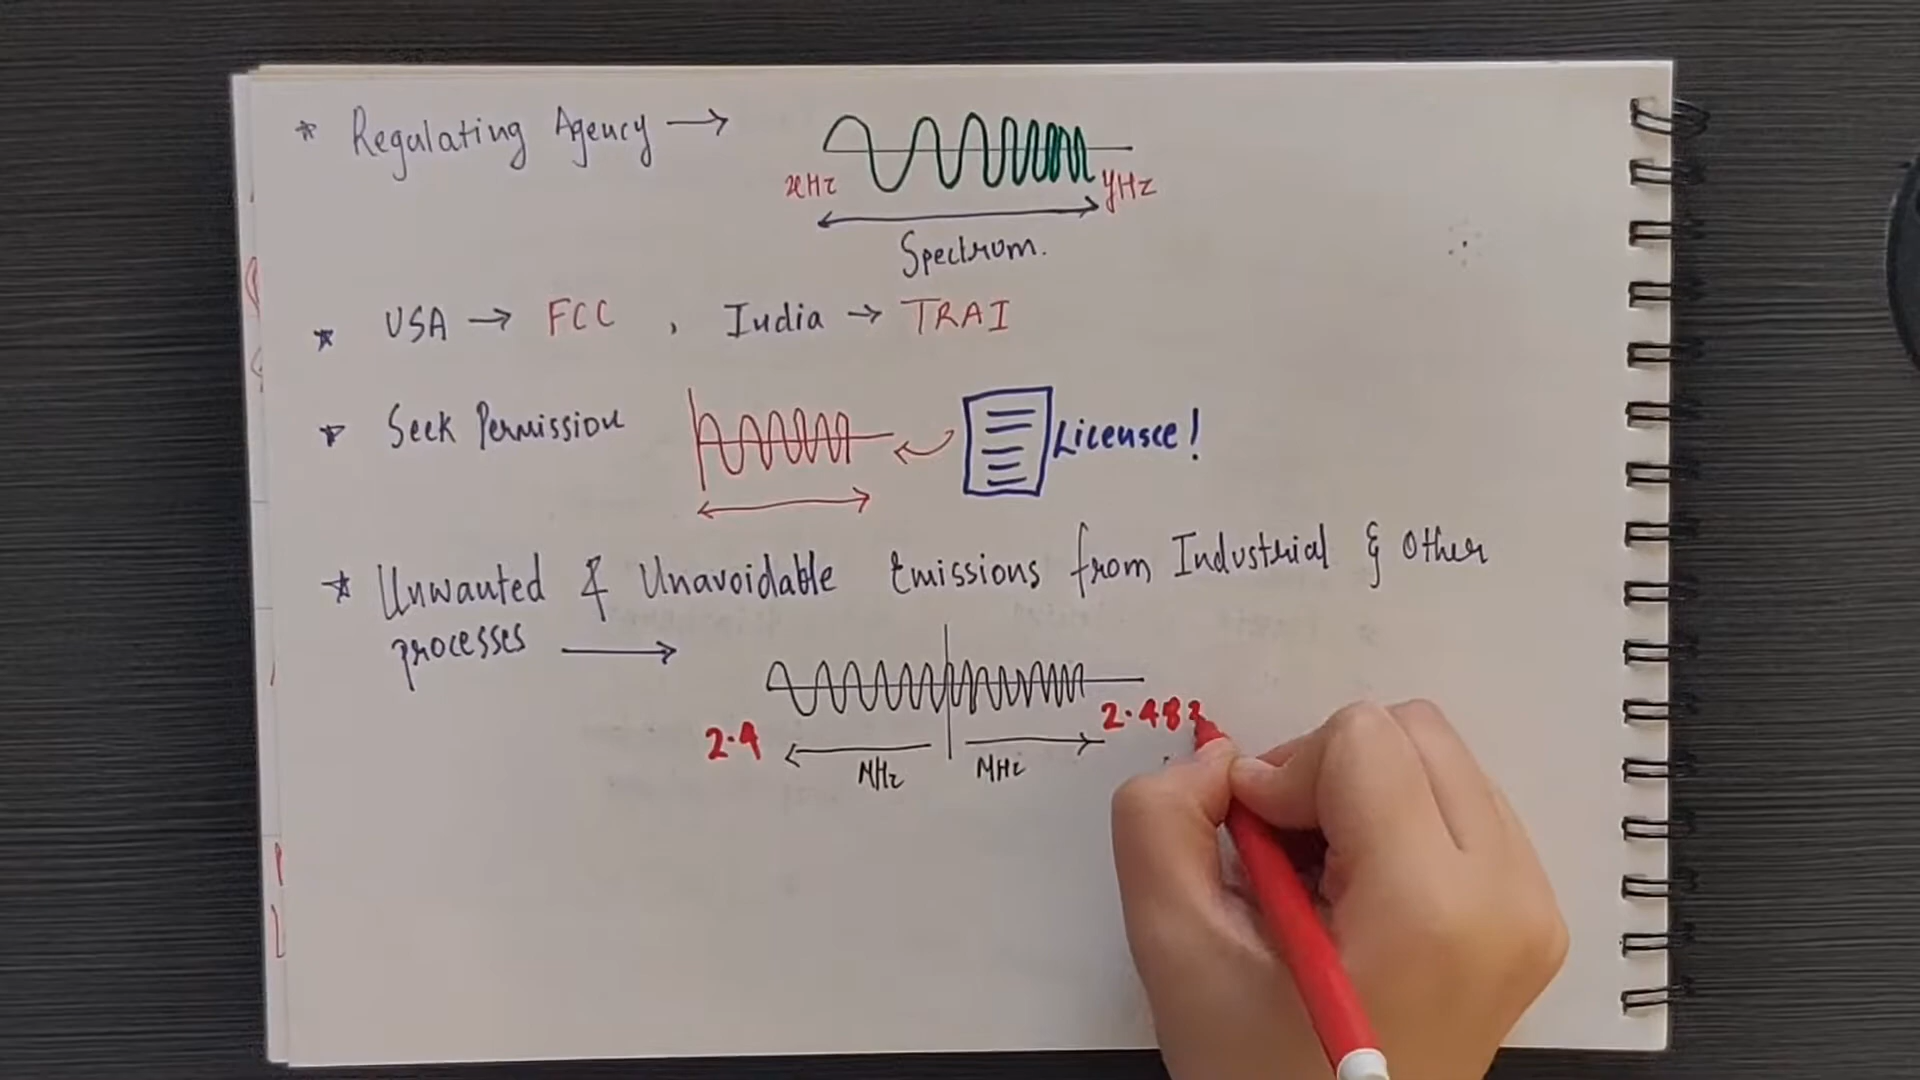 * Regulating Agency →
xHz yHz
Spectrum.
* USA → FCC , India → TRAI
* Seek Permission Licensce!
* Unwanted & Unavoidable Emissions from Industrial & Other
processes →
2.4 2.483
MHz MHz